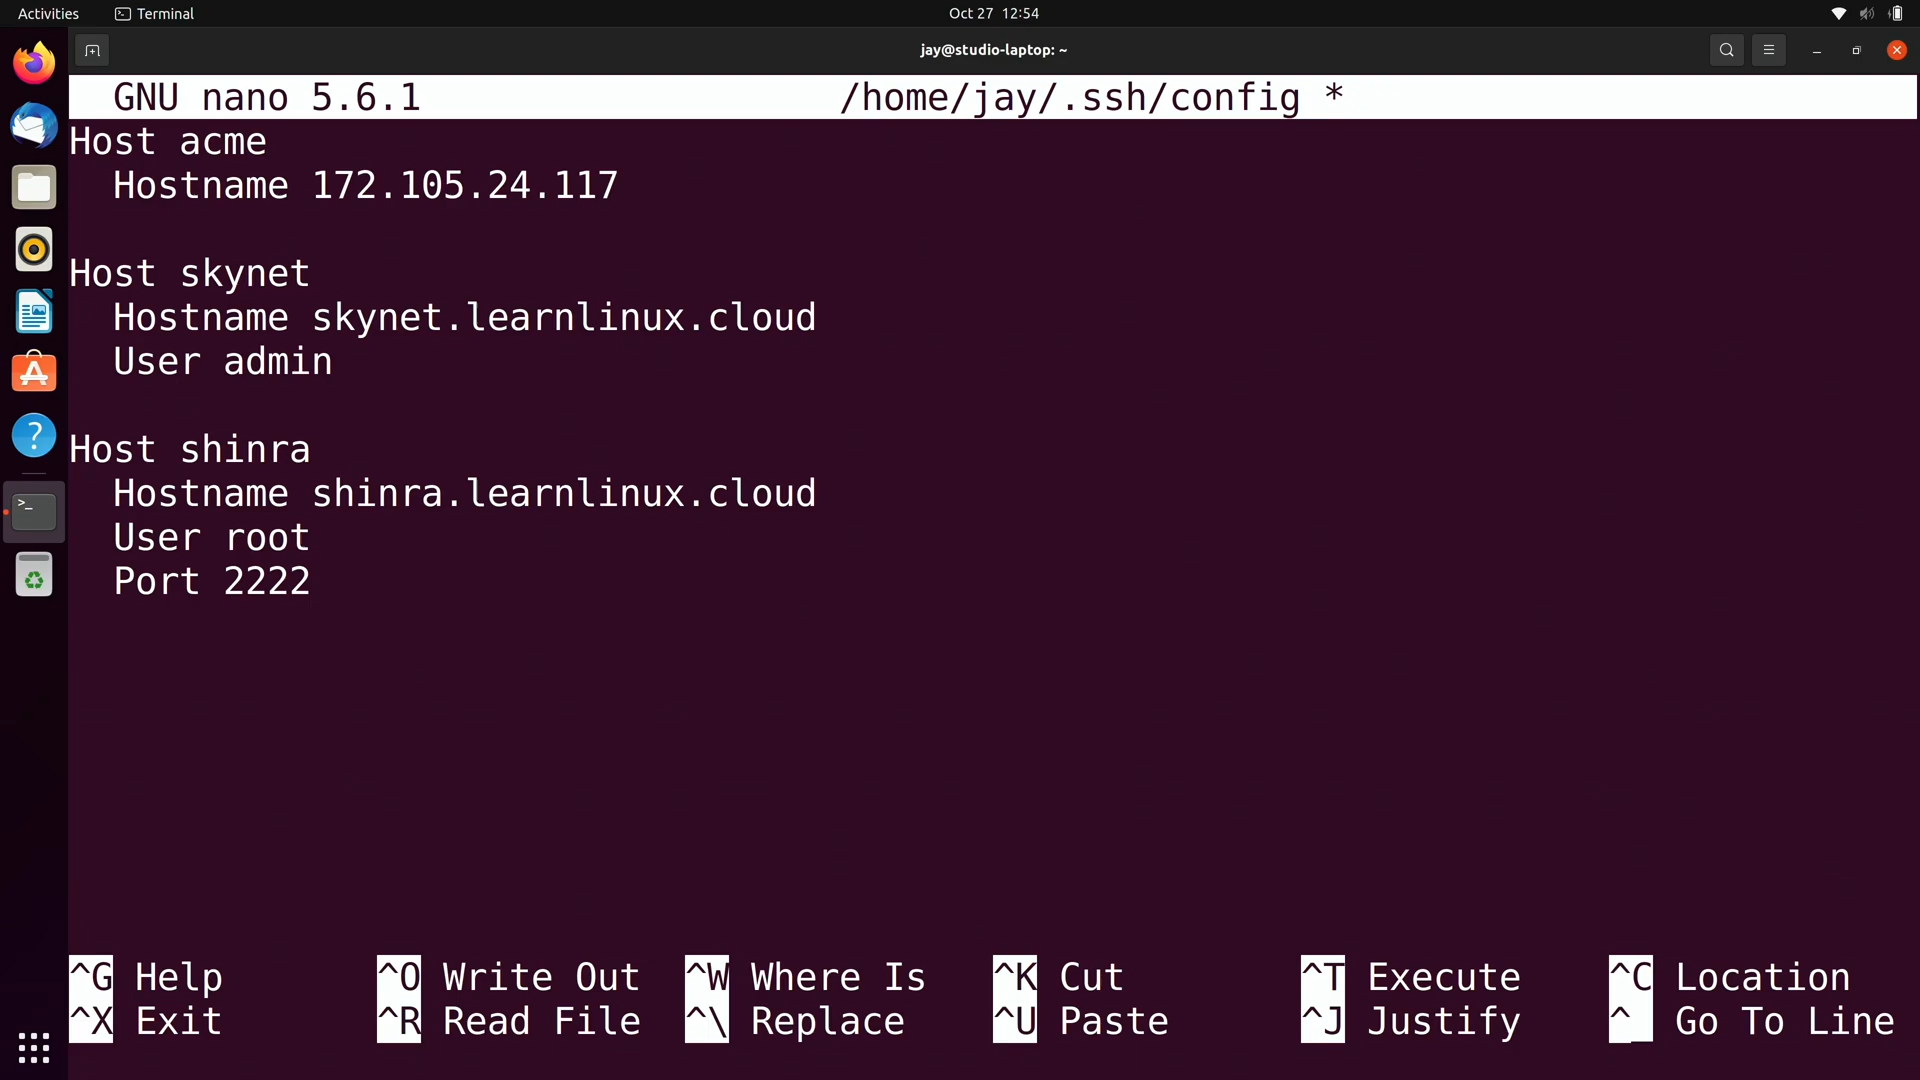 Activities Terminal Oct 27 12:54
jay@studio-laptop: ~
GNU nano 5.6.1 /home/jay/.ssh/config *
Host acme
  Hostname 172.105.24.117
Host skynet
  Hostname skynet.learnlinux.cloud
  User admin
Host shinra
  Hostname shinra.learnlinux.cloud
  User root
  Port 2222
^G Help ^O Write Out ^W Where Is ^K Cut ^T Execute ^C Location
^X Exit ^R Read File ^\ Replace ^U Paste ^J Justify ^_ Go To Line